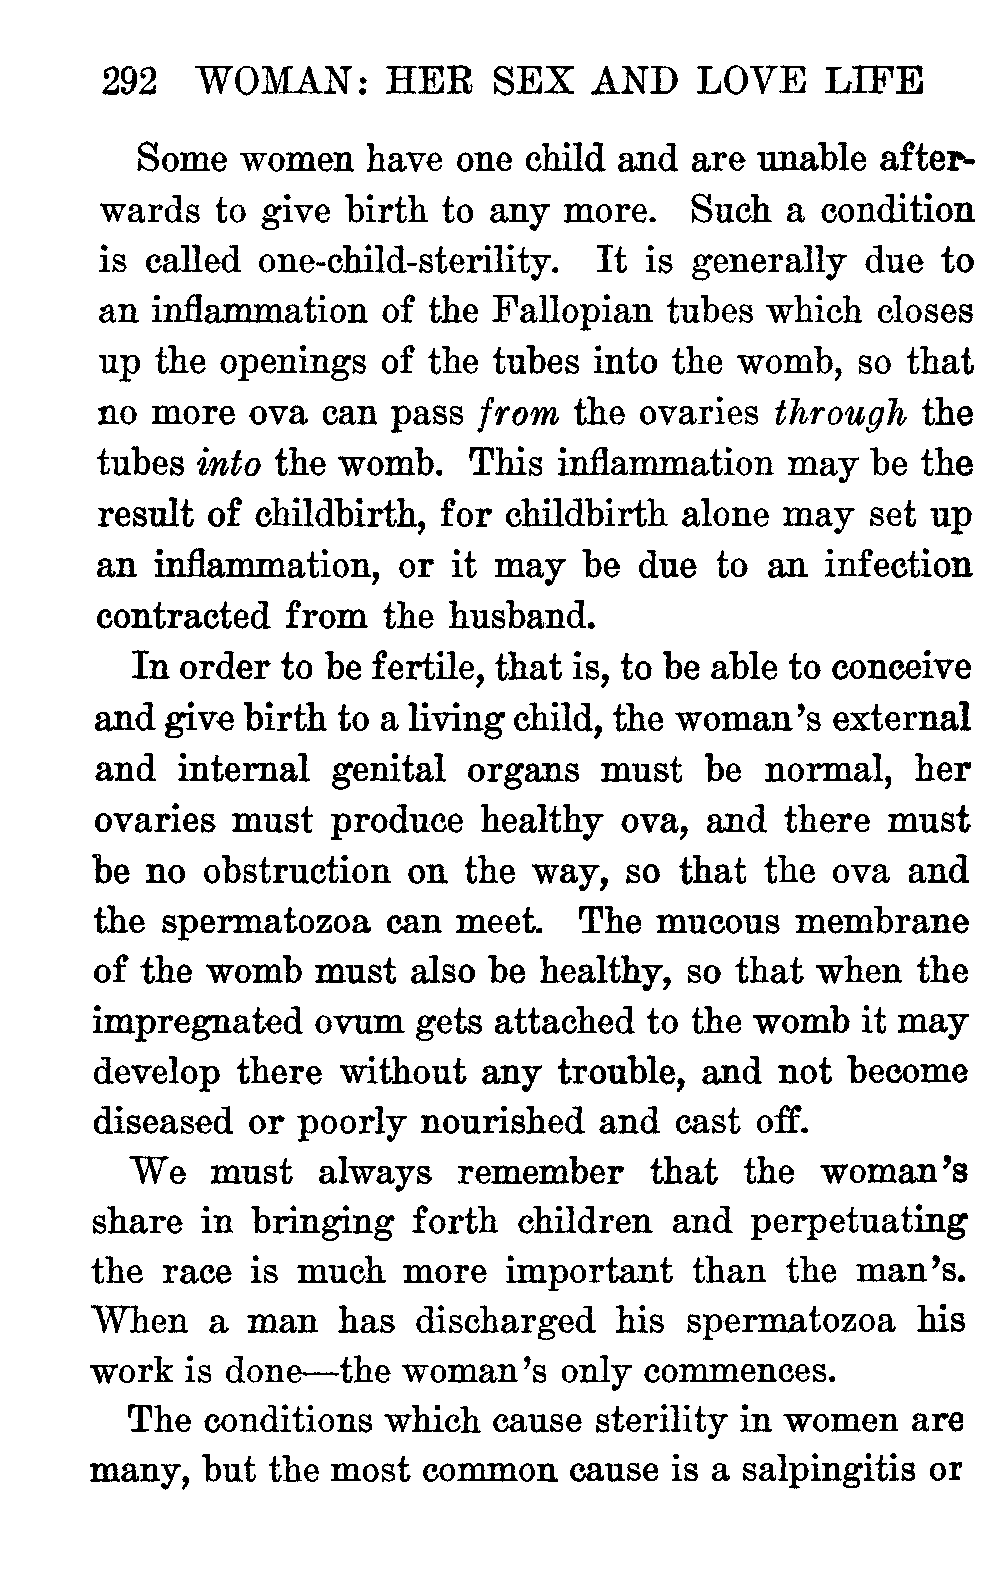 292 WOMAN: HER SEX AND LOVE LIFE
Some women have one child and are unable after-
wards to give birth to any more. Such a condition
is called one-child-sterility. It is generally due to
an inflammation of the Fallopian tubes which closes
up the openings of the tubes into the womb, so that
no more ova can pass from the ovaries through the
tubes into the womb. This inflammation may be the
result of childbirth, for childbirth alone may set up
an inflammation, or it may be due to an infection
contracted from the husband.
In order to be fertile, that is, to be able to conceive
and give birth to a living child, the woman's external
and internal genital organs must be normal, her
ovaries must produce healthy ova, and there must
be no obstruction on the way, so that the ova and
the spermatozoa can meet. The mucous membrane
of the womb must also be healthy, so that when the
impregnated ovum gets attached to the womb it may
develop there without any trouble, and not become
diseased or poorly nourished and cast off.
We must always remember that the woman's
share in bringing forth children and perpetuating
the race is much more important than the man's.
When a man has discharged his spermatozoa his
work is done—the woman's only commences.
The conditions which cause sterility in women are
many, but the most common cause is a salpingitis or